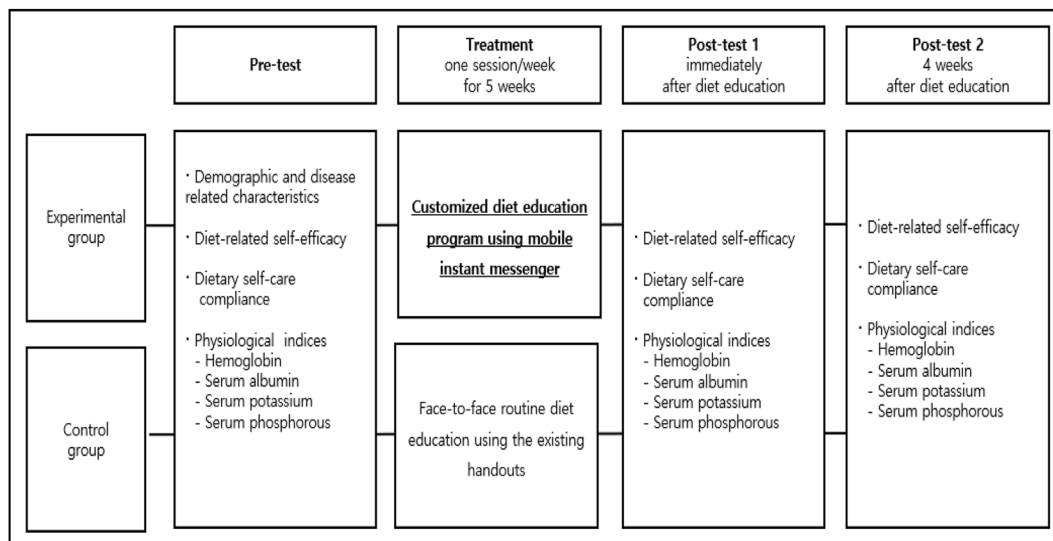 Pre-test
Treatment
one session/week
for 5 weeks
Post-test 1
immediately
after diet education
Post-test 2
4 weeks
after diet education
Experimental
group
· Demographic and disease
related characteristics
· Diet-related self-efficacy
· Dietary self-care
compliance
· Physiological indices
- Hemoglobin
- Serum albumin
- Serum potassium
- Serum phosphorous
Customized diet education
program using mobile
instant messenger
· Diet-related self-efficacy
· Dietary self-care
compliance
· Physiological indices
- Hemoglobin
- Serum albumin
- Serum potassium
- Serum phosphorous
· Diet-related self-efficacy
· Dietary self-care
compliance
· Physiological indices
- Hemoglobin
- Serum albumin
- Serum potassium
- Serum phosphorous
Control
group
Face-to-face routine diet
education using the existing
handouts